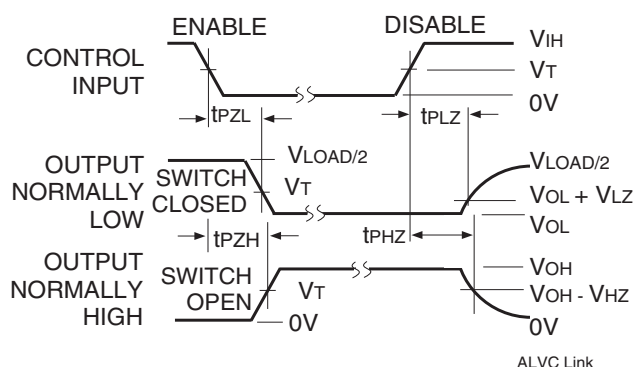 ENABLE
DISABLE
CONTROL
INPUT
VIH
VT
0V
tPZL
tPLZ
OUTPUT
NORMALLY
LOW
SWITCH
CLOSED
VLOAD/2
VT
VLOAD/2
VOL + VLZ
VOL
tPZH
tPHZ
OUTPUT
NORMALLY
HIGH
SWITCH
OPEN
VT
0V
VOH
VOH - VHZ
0V
ALVC Link